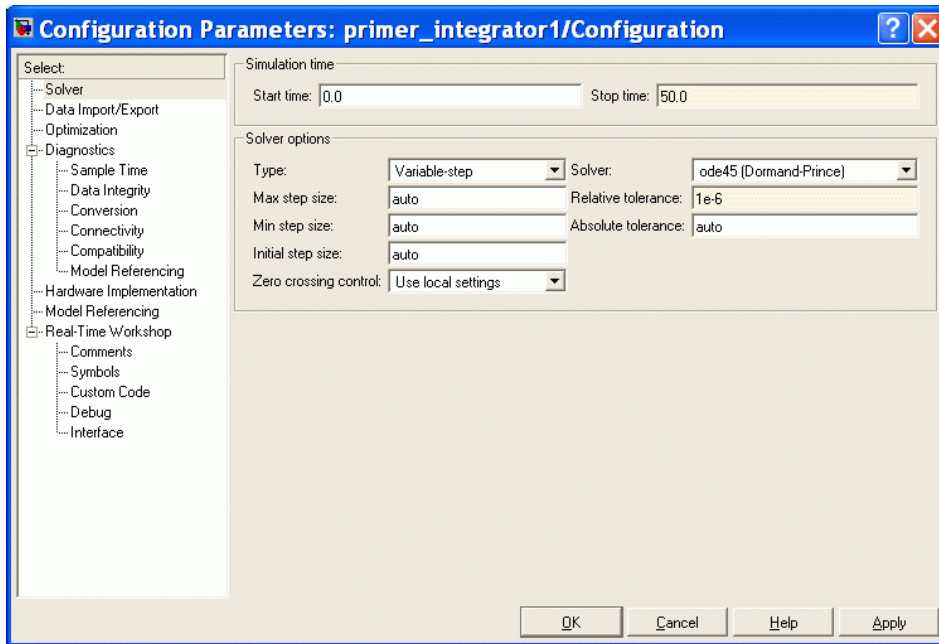 Configuration Parameters: primer_integrator1/Configuration
Select:
Solver
Data Import/Export
Optimization
Diagnostics
Sample Time
Data Integrity
Conversion
Connectivity
Compatibility
Model Referencing
Hardware Implementation
Model Referencing
Real-Time Workshop
Comments
Symbols
Custom Code
Debug
Interface
Simulation time
Start time: 0.0 Stop time: 50.0
Solver options
Type: Variable-step Solver: ode45 (Dormand-Prince)
Max step size: auto Relative tolerance: 1e-6
Min step size: auto Absolute tolerance: auto
Initial step size: auto
Zero crossing control: Use local settings
OK Cancel Help Apply